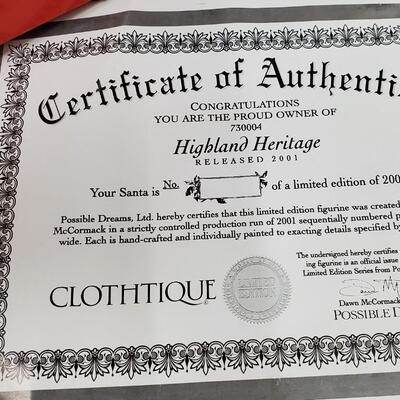 Certificate of Authenti
CONGRATULATIONS
YOU ARE THE PROUD OWNER OF
730004
Highland Heritage
RELEASED 2001
Your Santa is No. of a limited edition of 200
Possible Dreams, Ltd. hereby certifies that this limited edition figurine was created
McCormack in a strictly controlled production run of 2001 sequentially numbered p
wide. Each is hand-crafted and individually painted to exacting details specified by
The undersigned hereby certifies
ing figurine is an official issue
Limited Edition Series from Po
CLOTHTIQUE
LIMITED
EDITION
Dawn McCormack
POSSIBLE D